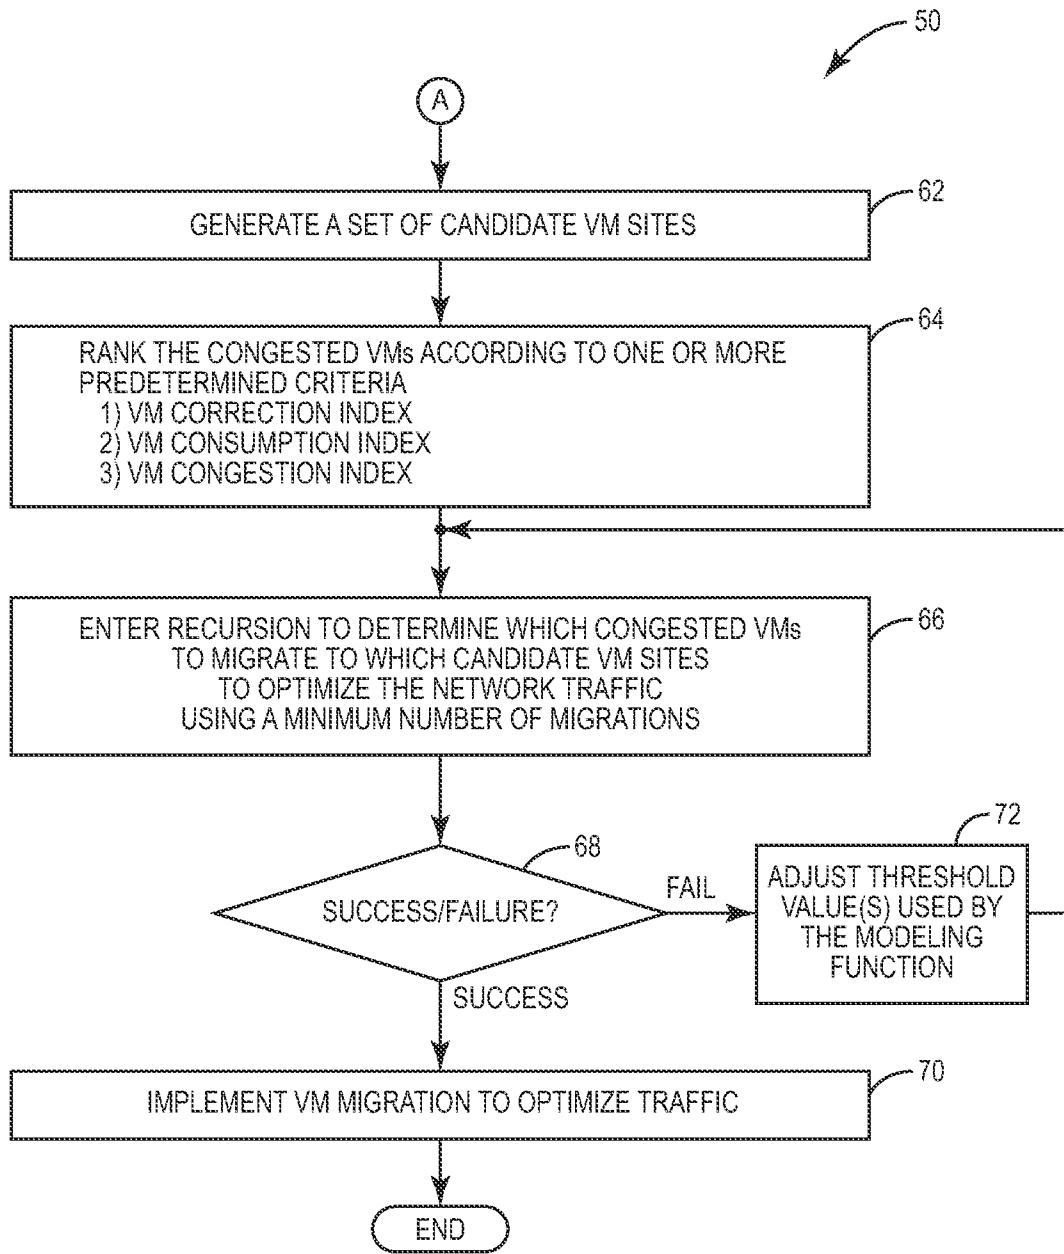 50
A
62
GENERATE A SET OF CANDIDATE VM SITES
64
RANK THE CONGESTED VMs ACCORDING TO ONE OR MORE
PREDETERMINED CRITERIA
1) VM CORRECTION INDEX
2) VM CONSUMPTION INDEX
3) VM CONGESTION INDEX
66
ENTER RECURSION TO DETERMINE WHICH CONGESTED VMs
TO MIGRATE TO WHICH CANDIDATE VM SITES
TO OPTIMIZE THE NETWORK TRAFFIC
USING A MINIMUM NUMBER OF MIGRATIONS
68
SUCCESS/FAILURE?
FAIL
72
ADJUST THRESHOLD
VALUE(S) USED BY
THE MODELING
FUNCTION
SUCCESS
70
IMPLEMENT VM MIGRATION TO OPTIMIZE TRAFFIC
END